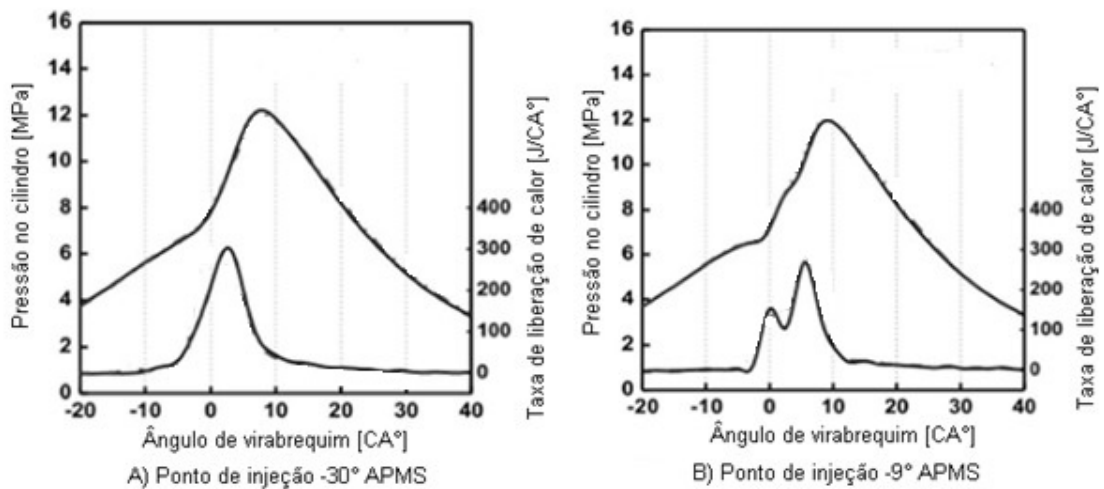 16
14
12
10
8
6
4
2
0
Pressão no cilindro [MPa]
400
300
200
100
0
Taxa de liberação de calor [J/CA°]
-20 -10 0 10 20 30 40
Ângulo de virabrequim [CA°]
A) Ponto de injeção -30° APMS
16
14
12
10
8
6
4
2
0
Pressão no cilindro [MPa]
400
300
200
100
0
Taxa de liberação de calor [J/CA°]
-20 -10 0 10 20 30 40
Ângulo de virabrequim [CA°]
B) Ponto de injeção -9° APMS